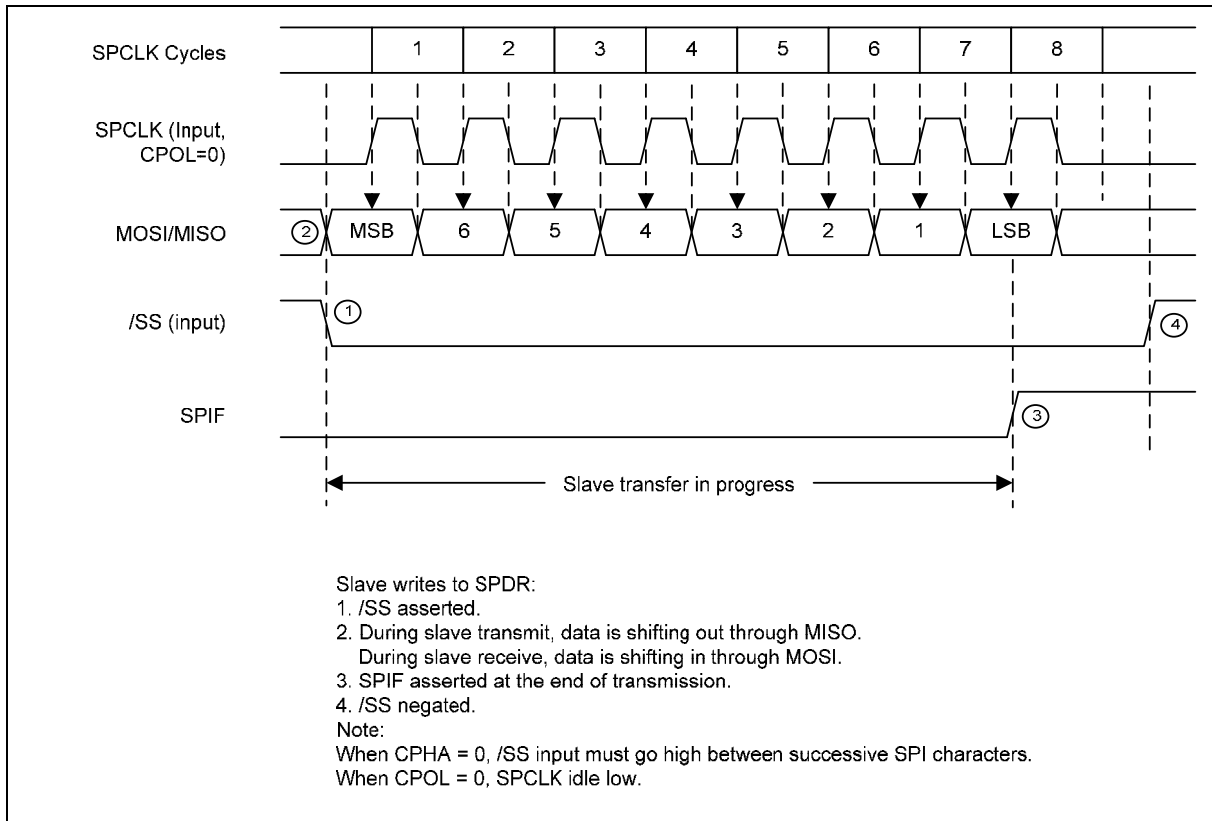 SPCLK Cycles
1 2 3 4 5 6 7 8
SPCLK (Input,
CPOL=0)
MOSI/MISO
2 MSB 6 5 4 3 2 1 LSB
/SS (input)
1
4
SPIF
3
Slave transfer in progress
Slave writes to SPDR:
1. /SS asserted.
2. During slave transmit, data is shifting out through MISO.
During slave receive, data is shifting in through MOSI.
3. SPIF asserted at the end of transmission.
4. /SS negated.
Note:
When CPHA = 0, /SS input must go high between successive SPI characters.
When CPOL = 0, SPCLK idle low.